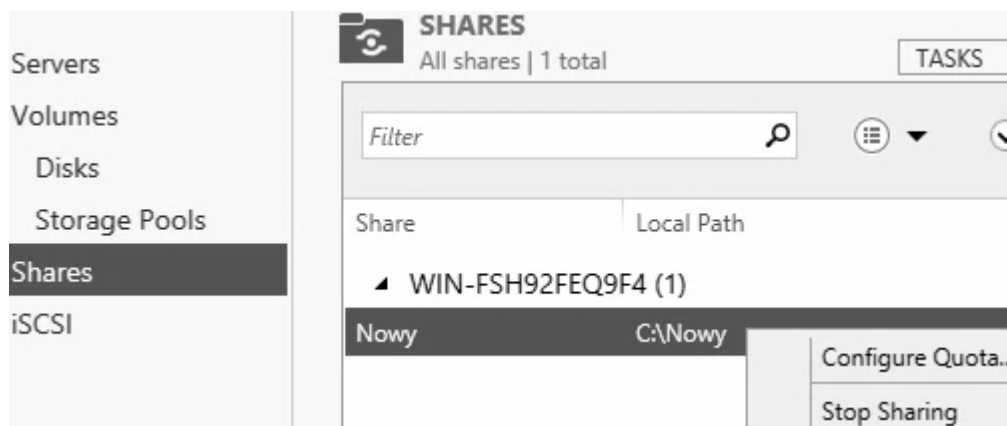 Servers
Volumes
Disks
Storage Pools
Shares
iSCSI
SHARES
All shares | 1 total
TASKS
Filter
Share Local Path
WIN-FSH92FEQ9F4 (1)
Nowy C:\Nowy
Configure Quota..
Stop Sharing